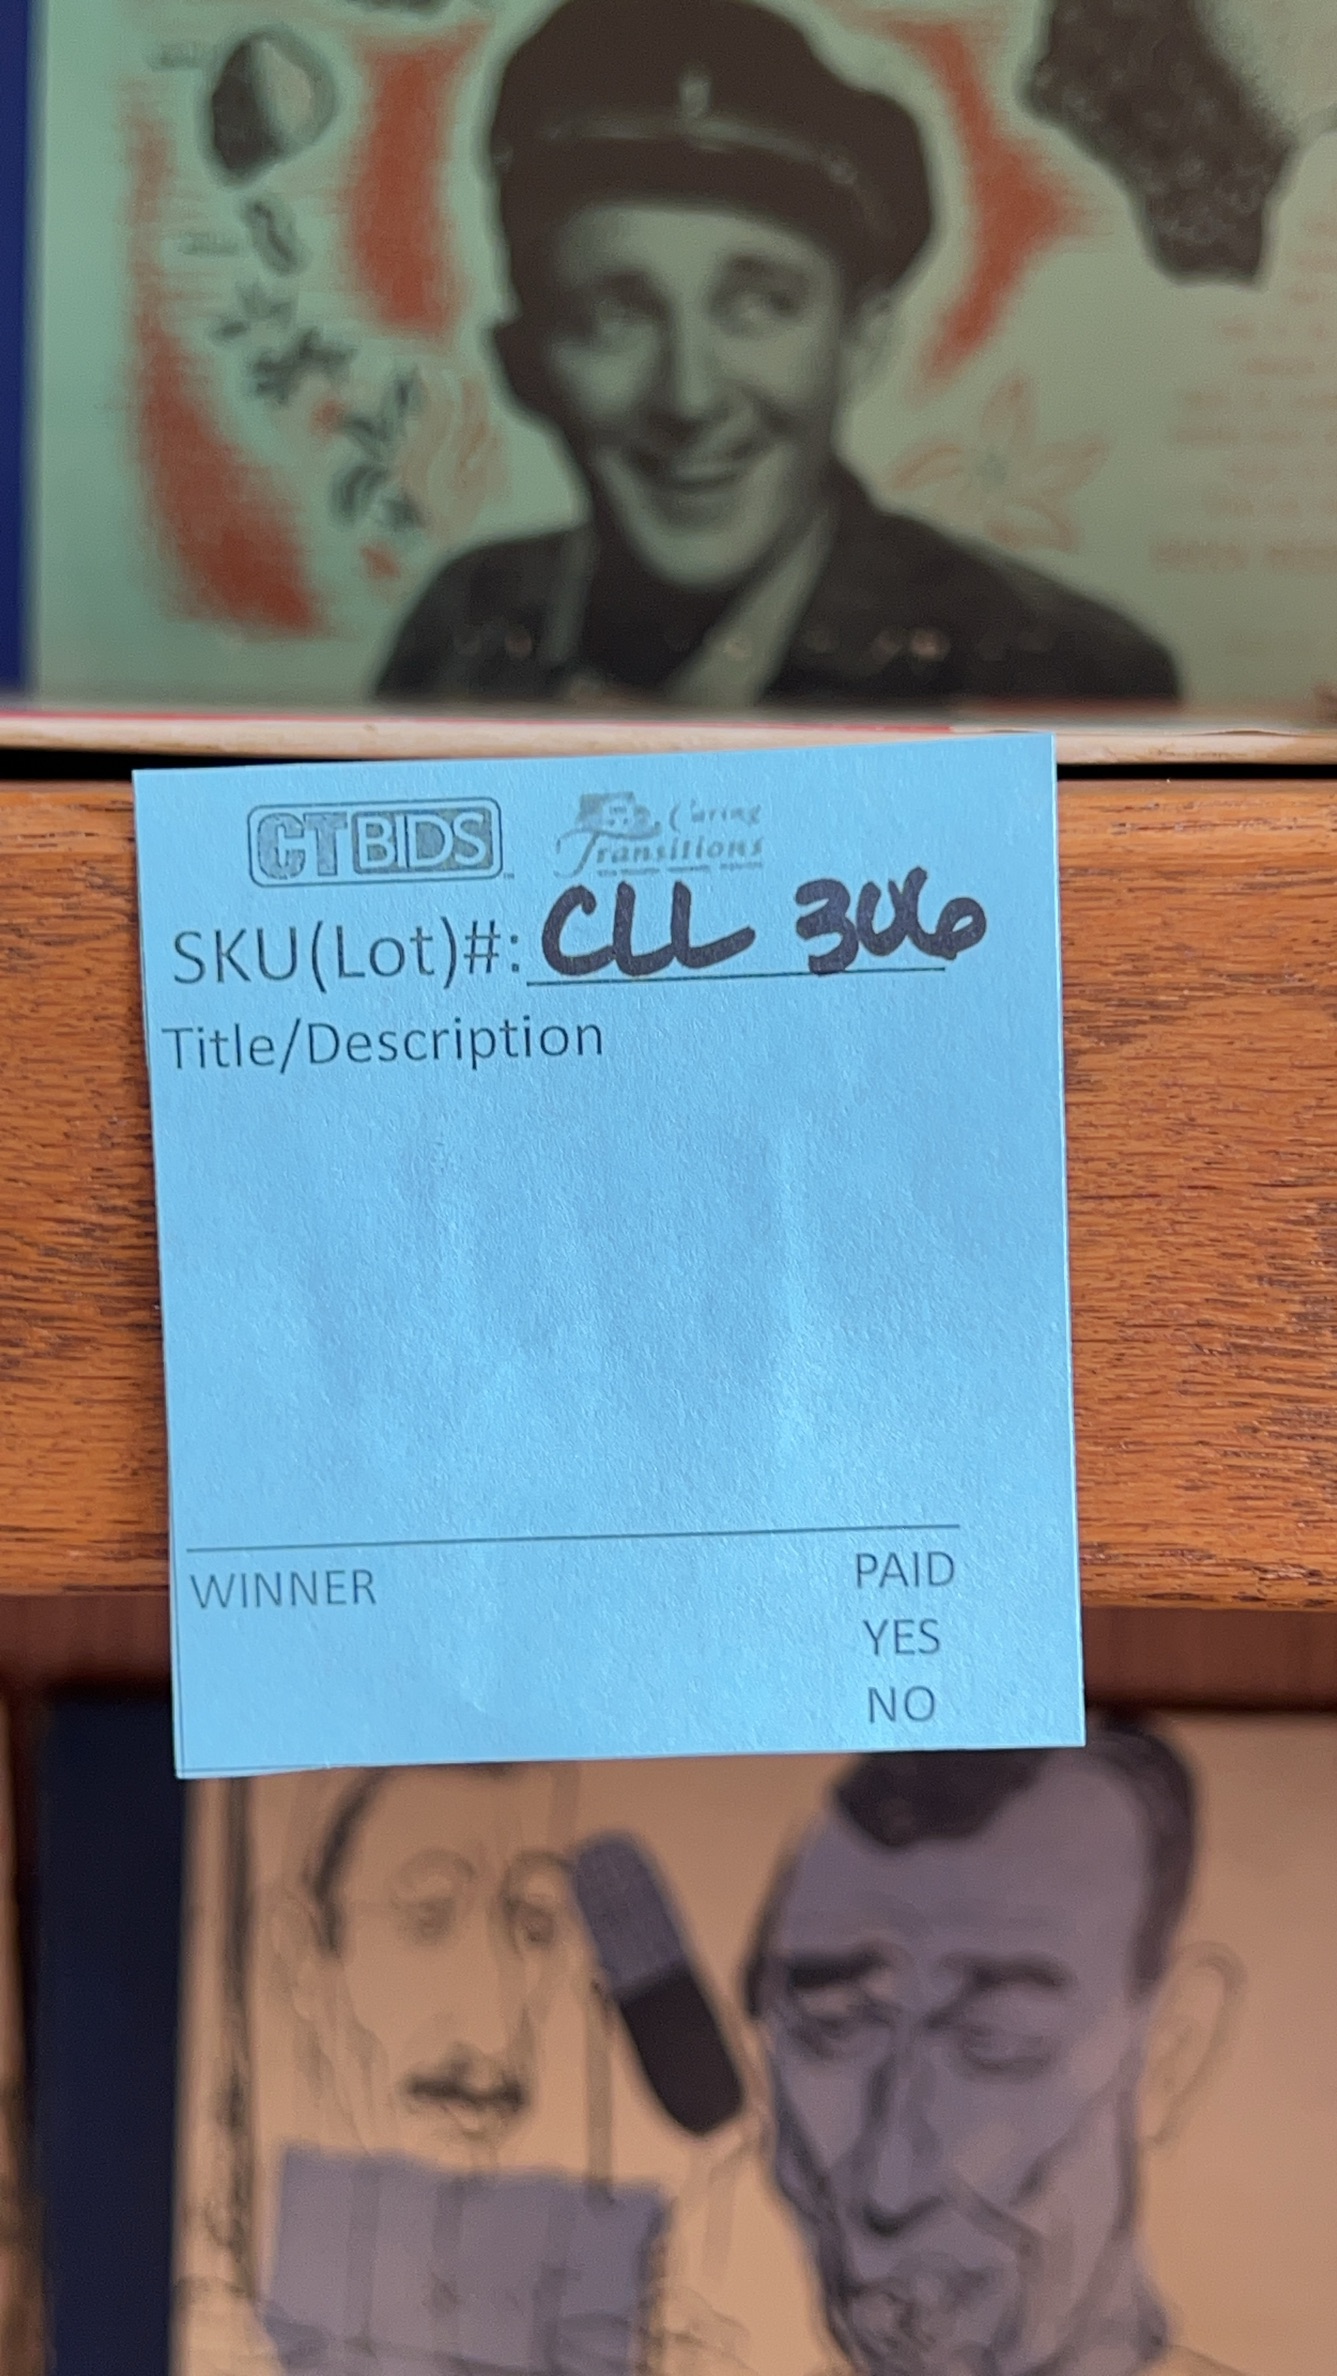 CTBIDS
Caring
Transitions
SKU(Lot)#: CLL 306
Title/Description
WINNER
PAID
YES
NO